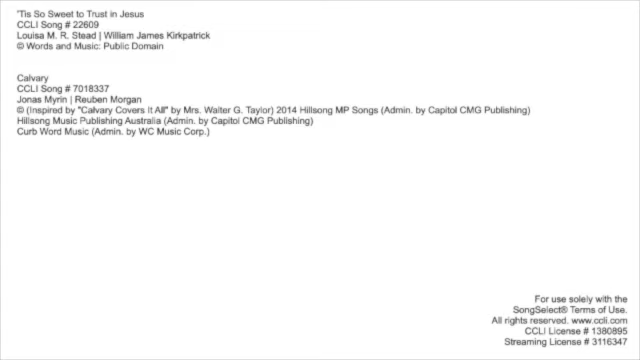 'Tis So Sweet to Trust in Jesus
CCLI Song # 22609
Louisa M. R. Stead | William James Kirkpatrick
© Words and Music: Public Domain
Calvary
CCLI Song # 7018337
Jonas Myrin | Reuben Morgan
© (Inspired by "Calvary Covers It All" by Mrs. Walter G. Taylor) 2014 Hillsong MP Songs (Admin. by Capitol CMG Publishing)
Hillsong Music Publishing Australia (Admin. by Capitol CMG Publishing)
Curb Word Music (Admin. by WC Music Corp.)
For use solely with the
SongSelect® Terms of Use.
All rights reserved. www.ccli.com
CCLI License # 1380895
Streaming License # 3116347